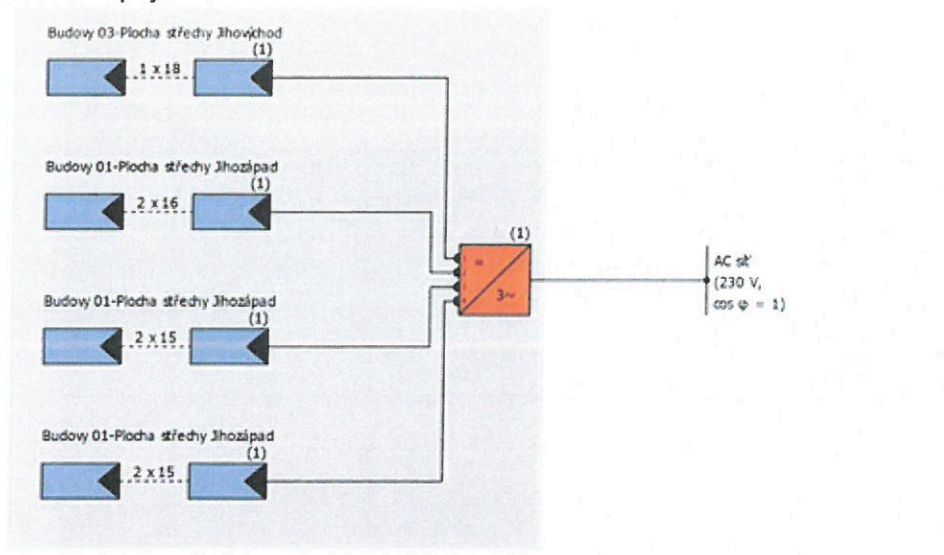 Budovy 03-Plocha střechy Jihovýchod
(1)
1 x 18
Budovy 01-Plocha střechy Jihozápad
(1)
2 x 16
(1)
=
3~
AC síť
(230 V,
cos φ = 1)
Budovy 01-Plocha střechy Jihozápad
(1)
2 x 15
Budovy 01-Plocha střechy Jihozápad
(1)
2 x 15